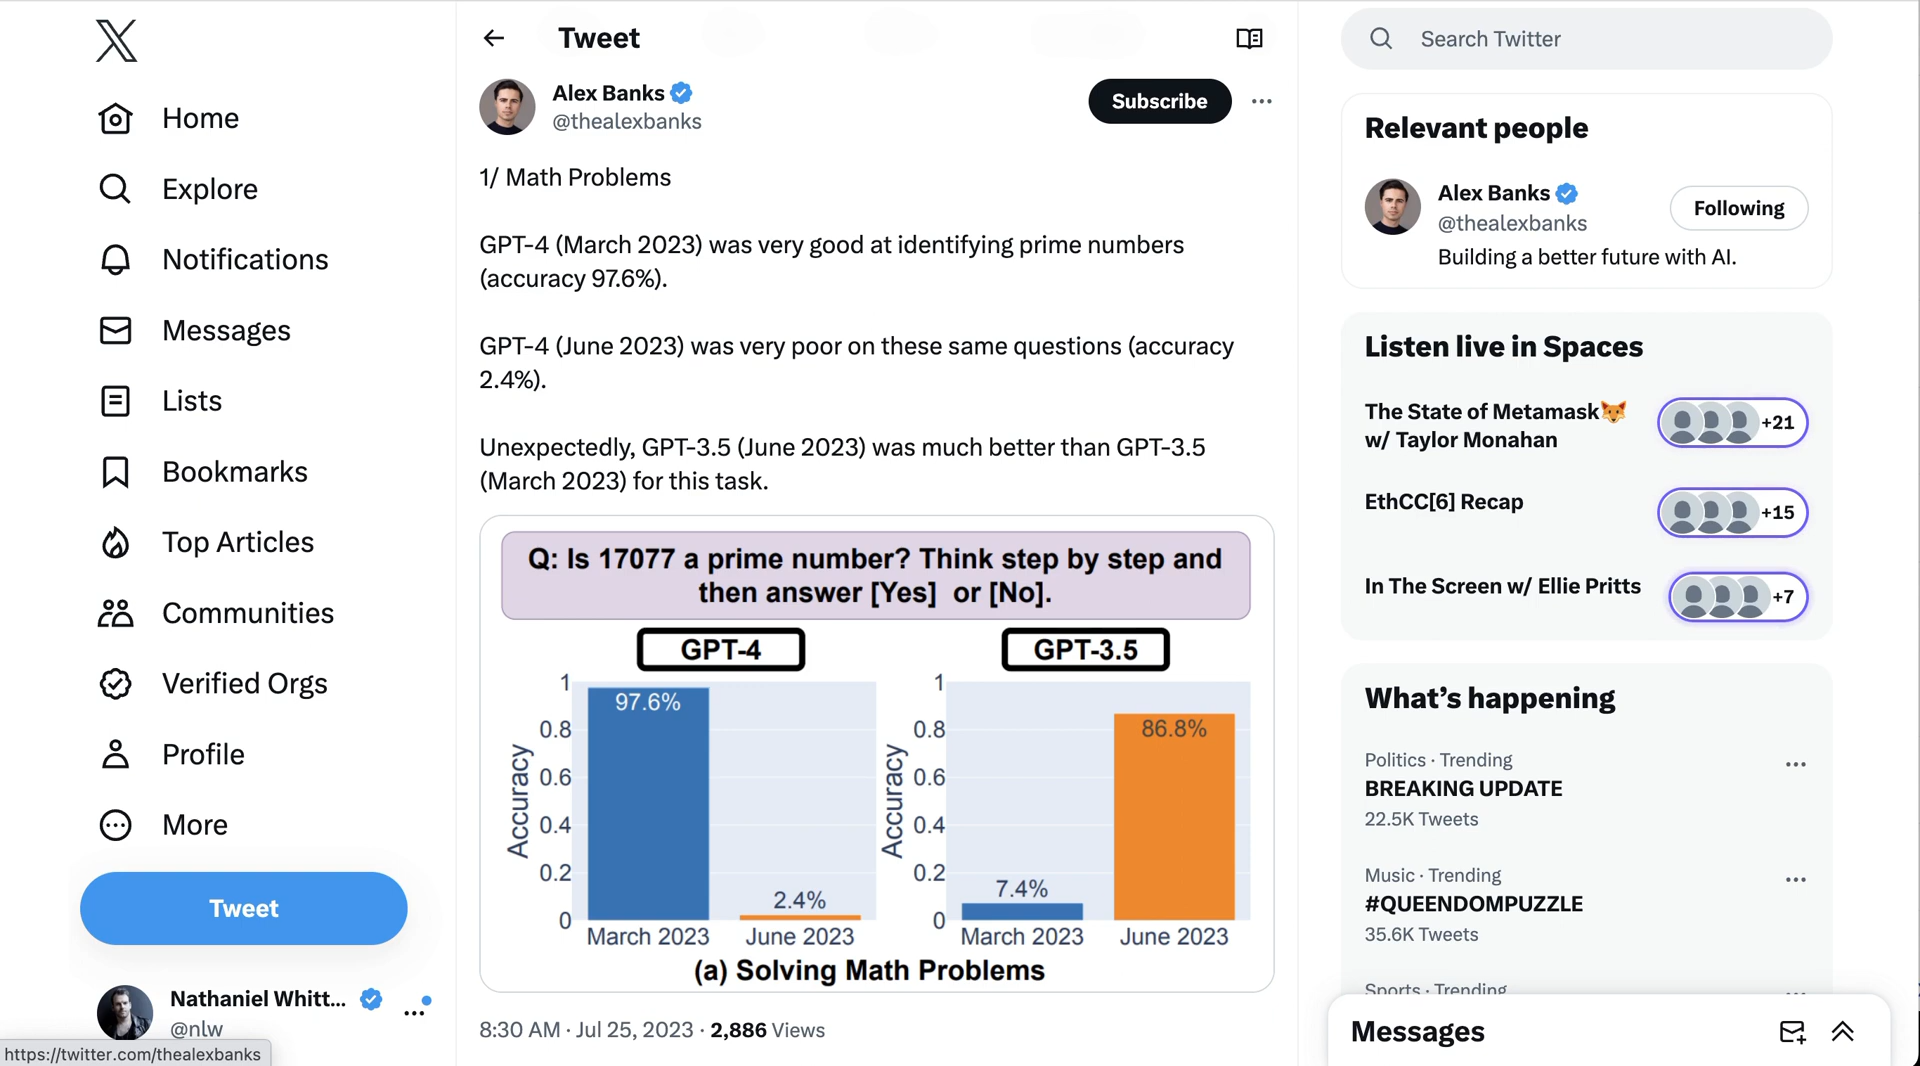 Home
Explore
Notifications
Messages
Lists
Bookmarks
Top Articles
Communities
Verified Orgs
Profile
More
Tweet
Nathaniel Whitt...
@nlw
https://twitter.com/thealexbanks
Tweet
Alex Banks
@thealexbanks
Subscribe
1/ Math Problems
GPT-4 (March 2023) was very good at identifying prime numbers
(accuracy 97.6%).
GPT-4 (June 2023) was very poor on these same questions (accuracy
2.4%).
Unexpectedly, GPT-3.5 (June 2023) was much better than GPT-3.5
(March 2023) for this task.
Q: Is 17077 a prime number? Think step by step and
then answer [Yes] or [No].
GPT-4
1
0.8
0.6
0.4
0.2
0
Accuracy
97.6%
2.4%
March 2023
June 2023
GPT-3.5
1
0.8
0.6
0.4
0.2
0
Accuracy
7.4%
86.8%
March 2023
June 2023
(a) Solving Math Problems
8:30 AM · Jul 25, 2023 · 2,886 Views
Search Twitter
Relevant people
Alex Banks
@thealexbanks
Following
Building a better future with AI.
Listen live in Spaces
The State of Metamask🦊
w/ Taylor Monahan
+21
EthCC[6] Recap
+15
In The Screen w/ Ellie Pritts
+7
What's happening
Politics · Trending
BREAKING UPDATE
22.5K Tweets
Music · Trending
#QUEENDOMPUZZLE
35.6K Tweets
Sports · Trending
Messages